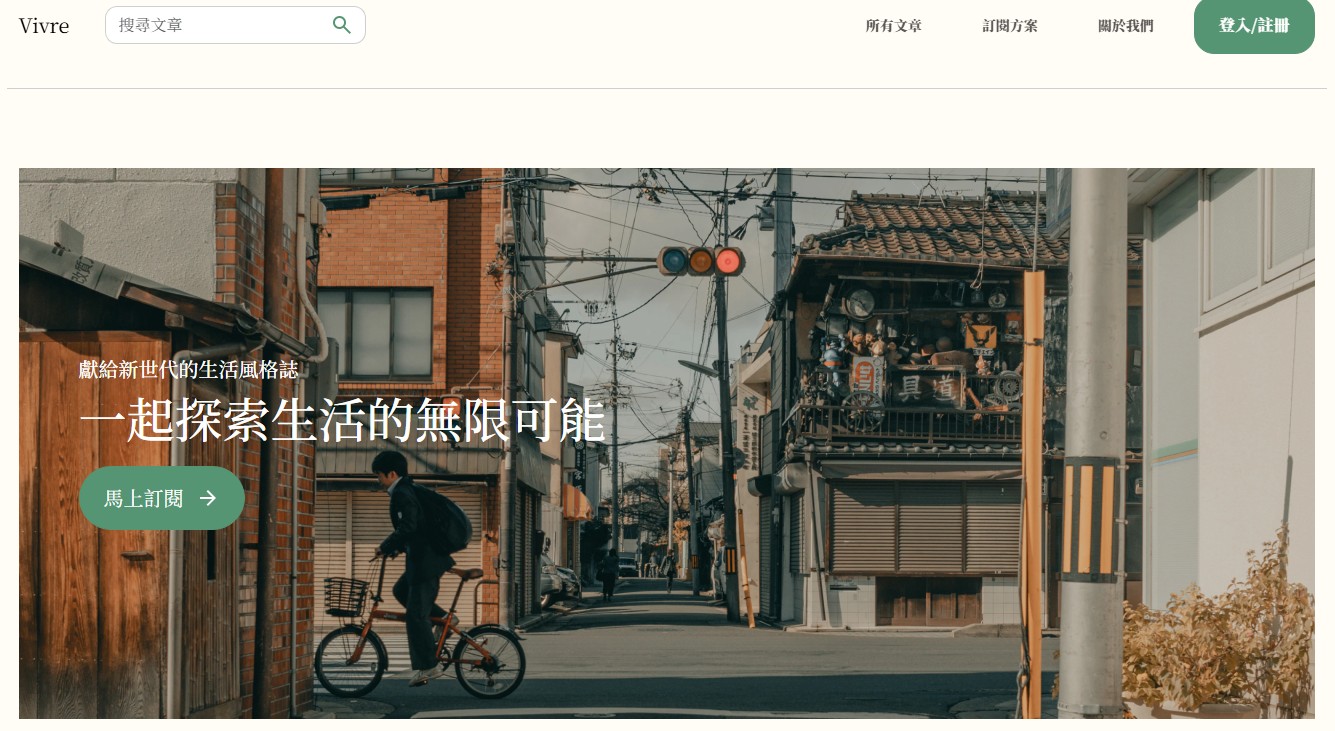 Vivre
搜尋文章
所有文章
訂閱方案
關於我們
登入/註冊
獻給新世代的生活風格誌
一起探索生活的無限可能
馬上訂閱
具道